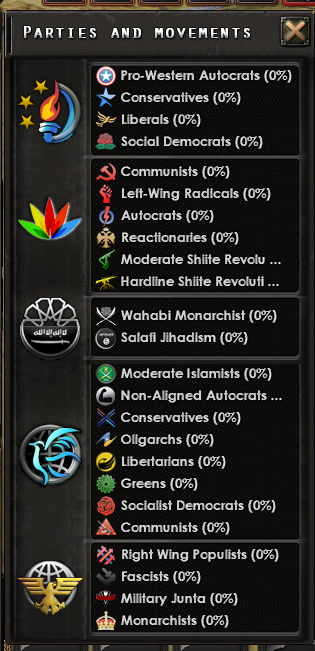 Parties and movements
Pro-Western Autocrats (0%)
Conservatives (0%)
Liberals (0%)
Social Democrats (0%)
Communists (0%)
Left-Wing Radicals (0%)
Autocrats (0%)
Reactionaries (0%)
Moderate Shiite Revolu ...
Hardline Shiite Revoluti ...
Wahabi Monarchist (0%)
Salafi Jihadism (0%)
Moderate Islamists (0%)
Non-Aligned Autocrats ...
Conservatives (0%)
Oligarchs (0%)
Libertarians (0%)
Greens (0%)
Socialist Democrats (0%)
Communists (0%)
Right Wing Populists (0%)
Fascists (0%)
Military Junta (0%)
Monarchists (0%)